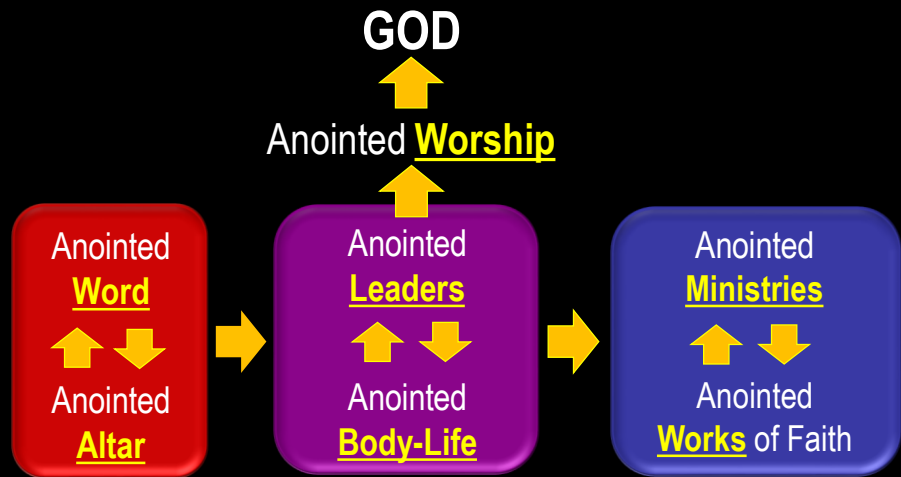 GOD
Anointed Worship
Anointed
Word
Anointed
Altar
Anointed
Leaders
Anointed
Body-Life
Anointed
Ministries
Anointed
Works of Faith